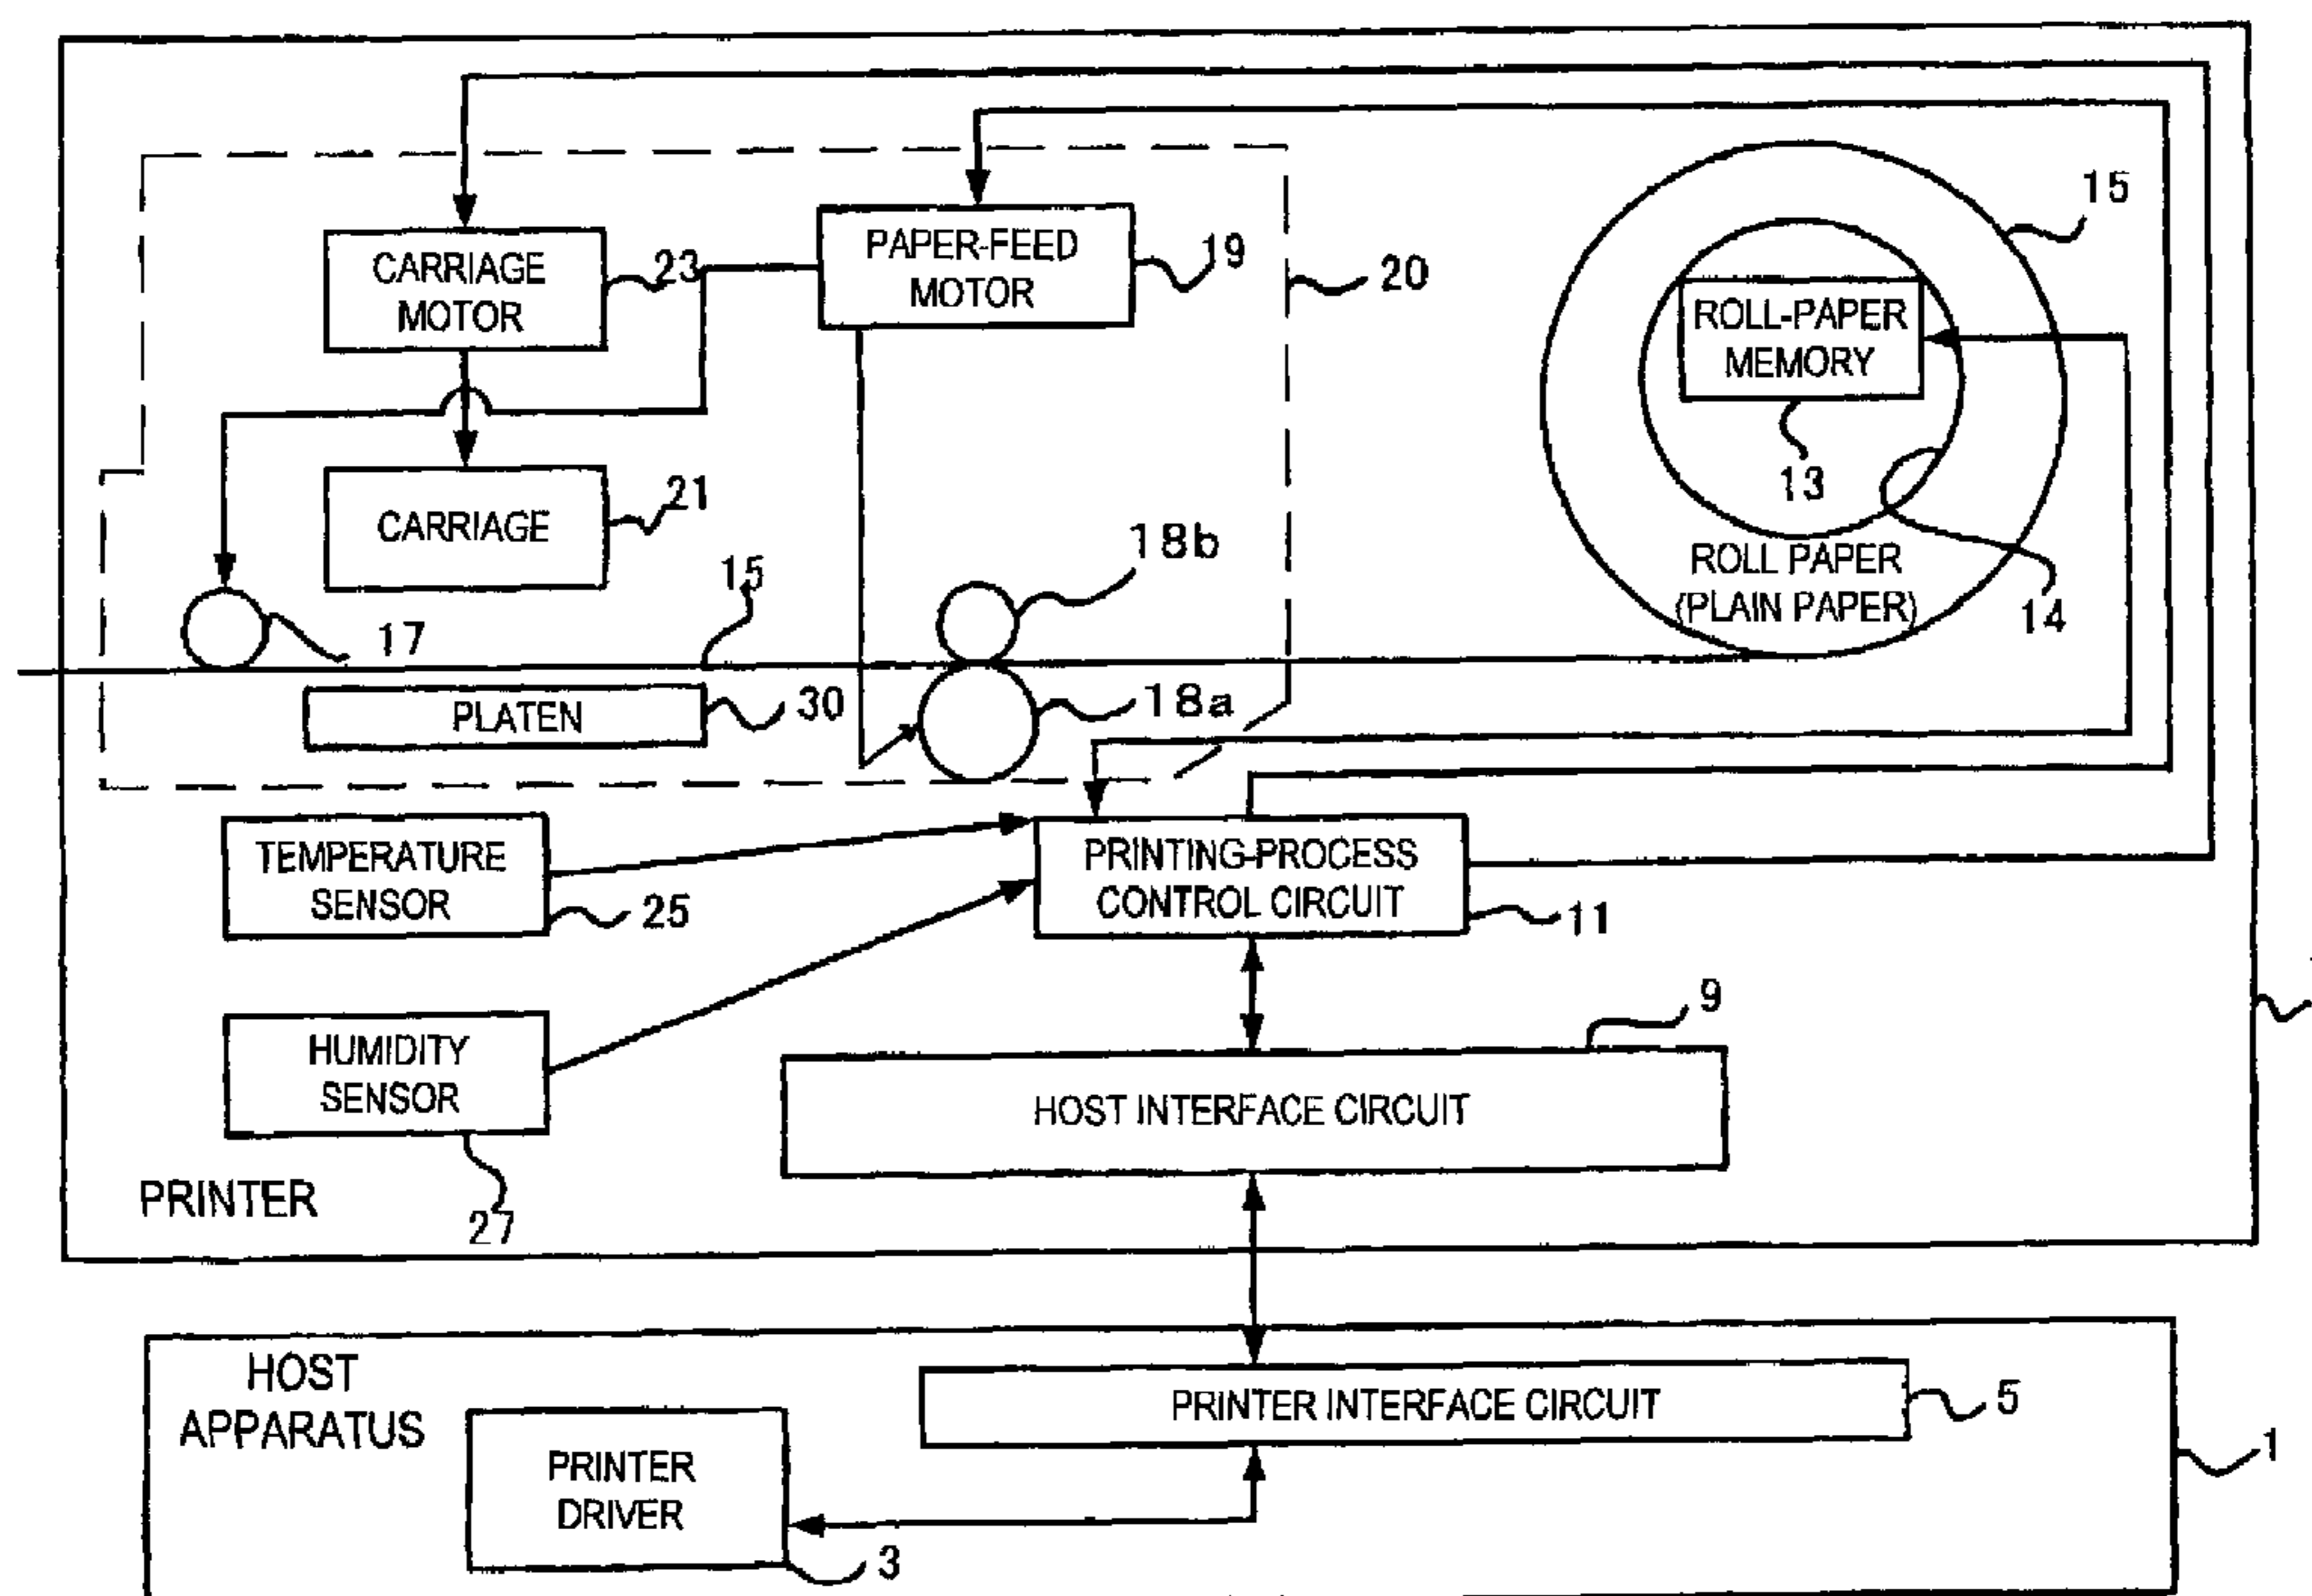 15
CARRIAGE
MOTOR
23
PAPER-FEED
MOTOR
19
20
ROLL-PAPER
MEMORY
13
CARRIAGE
21
18b
ROLL PAPER
(PLAIN PAPER)
14
15
17
18a
PLATEN
30
TEMPERATURE
SENSOR
25
PRINTING-PROCESS
CONTROL CIRCUIT
11
9
HUMIDITY
SENSOR
27
HOST INTERFACE CIRCUIT
PRINTER
HOST
APPARATUS
PRINTER INTERFACE CIRCUIT
5
1
PRINTER
DRIVER
3